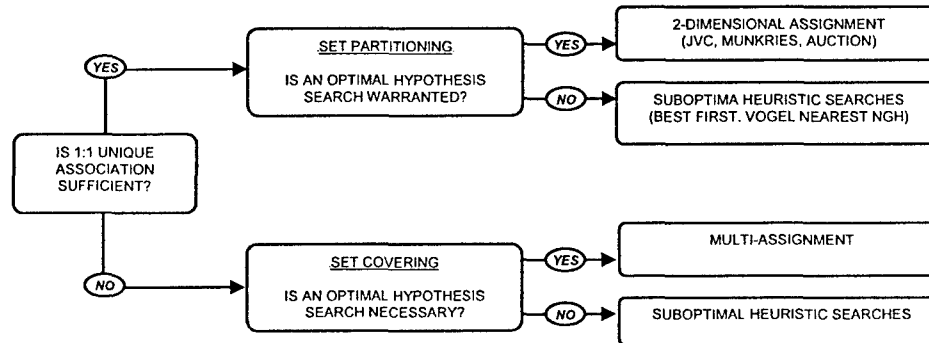 IS 1:1 UNIQUE
ASSOCIATION
SUFFICIENT?
YES
SET PARTITIONING
IS AN OPTIMAL HYPOTHESIS
SEARCH WARRANTED?
YES
2-DIMENSIONAL ASSIGNMENT
(JVC, MUNKRIES, AUCTION)
NO
SUBOPTIMA HEURISTIC SEARCHES
(BEST FIRST. VOGEL NEAREST NGH)
NO
SET COVERING
IS AN OPTIMAL HYPOTHESIS
SEARCH NECESSARY?
YES
MULTI-ASSIGNMENT
NO
SUBOPTIMAL HEURISTIC SEARCHES